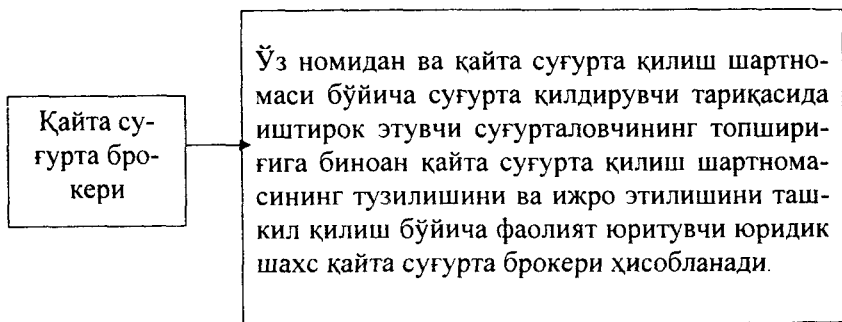 Қайта су-
ғурта бро-
кери
Ўз номидан ва қайта суғурта қилиш шартно-
маси бўйича суғурта қилдирувчи тариқасида
иштирок этувчи суғурталовчининг топшири-
ғига биноан қайта суғурта қилиш шартнома-
сининг тузилишини ва ижро этилишини таш-
кил қилиш бўйича фаолият юритувчи юридик
шахс қайта суғурта брокери ҳисобланади.